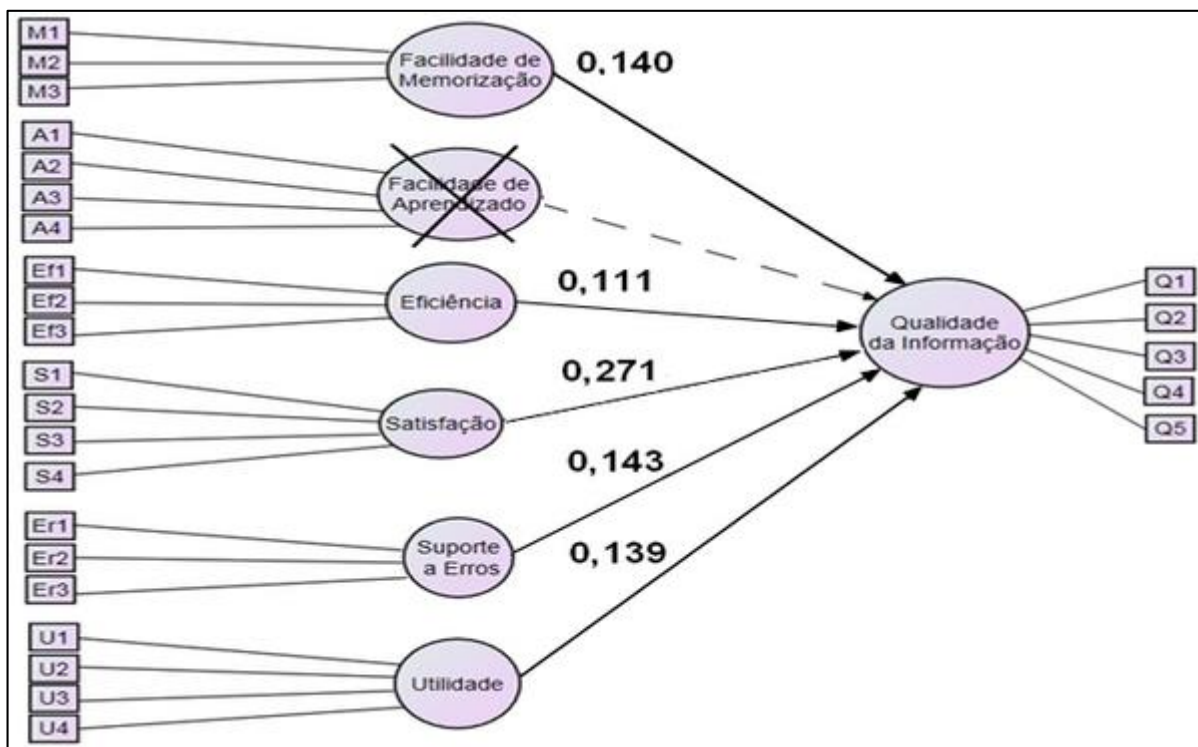 M1
M2
M3
Facilidade de
Memorização
0,140
A1
A2
A3
A4
Facilidade de
Aprendizado
Ef1
Ef2
Ef3
Eficiência
0,111
S1
S2
S3
S4
Satisfação
0,271
Er1
Er2
Er3
Suporte
a Erros
0,143
U1
U2
U3
U4
Utilidade
0,139
Qualidade
da Informação
Q1
Q2
Q3
Q4
Q5